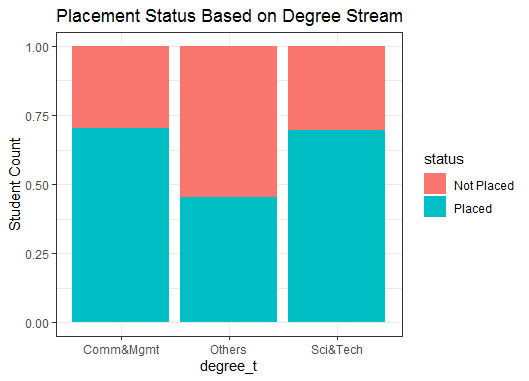 Placement Status Based on Degree Stream
Student Count
1.00
0.75
0.50
0.25
0.00
Comm&Mgmt
Others
Sci&Tech
degree_t
status
Not Placed
Placed